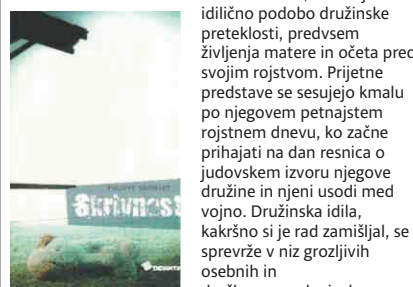 idilično podobo družinske
preteklosti, predvsem
življenja matere in očeta pred
svojim rojstvom. Prijetne
predstave se sesujejo kmalu
po njegovem petnajstem
rojstnem dnevu, ko začne
prihajati na dan resnica o
judovskem izvoru njegove
družine in njeni usodi med
vojno. Družinska idila,
kakršno si je rad zamišljal, se
sprevrže v niz grozljivih
osebnih in
Skrivnost